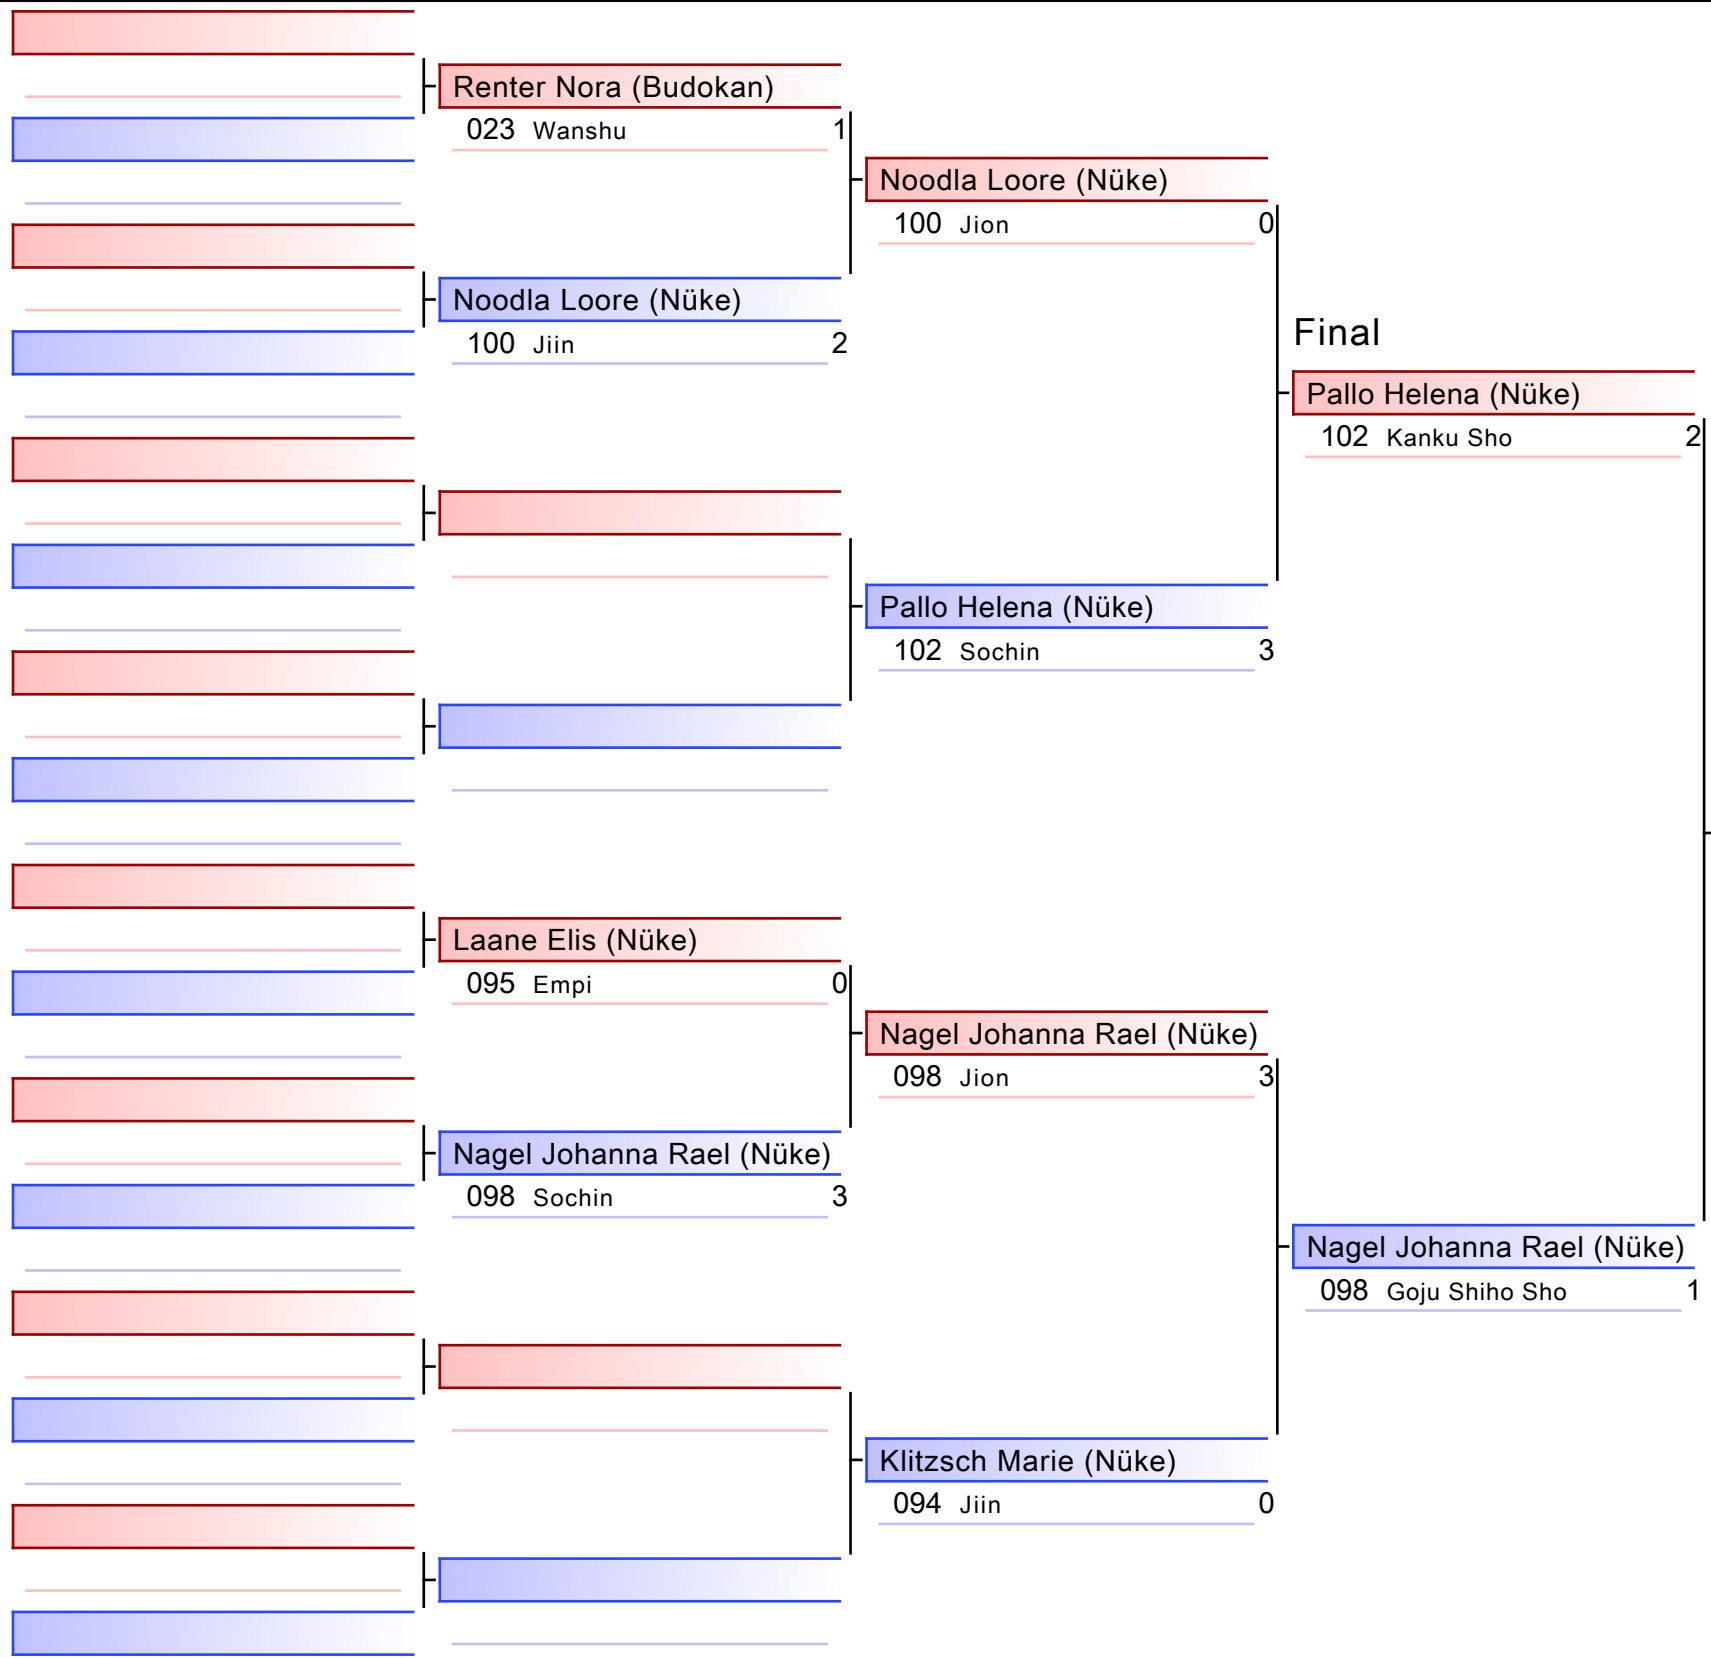 Renter Nora (Budokan)
023 Wanshu 1
Noodla Loore (Nüke)
100 Jiin 2
Laane Elis (Nüke)
095 Empi 0
Nagel Johanna Rael (Nüke)
098 Sochin 3
Noodla Loore (Nüke)
100 Jion 0
Pallo Helena (Nüke)
102 Sochin 3
Nagel Johanna Rael (Nüke)
098 Jion 3
Klitzsch Marie (Nüke)
094 Jiin 0
Final
Pallo Helena (Nüke)
102 Kanku Sho 2
Nagel Johanna Rael (Nüke)
098 Goju Shiho Sho 1